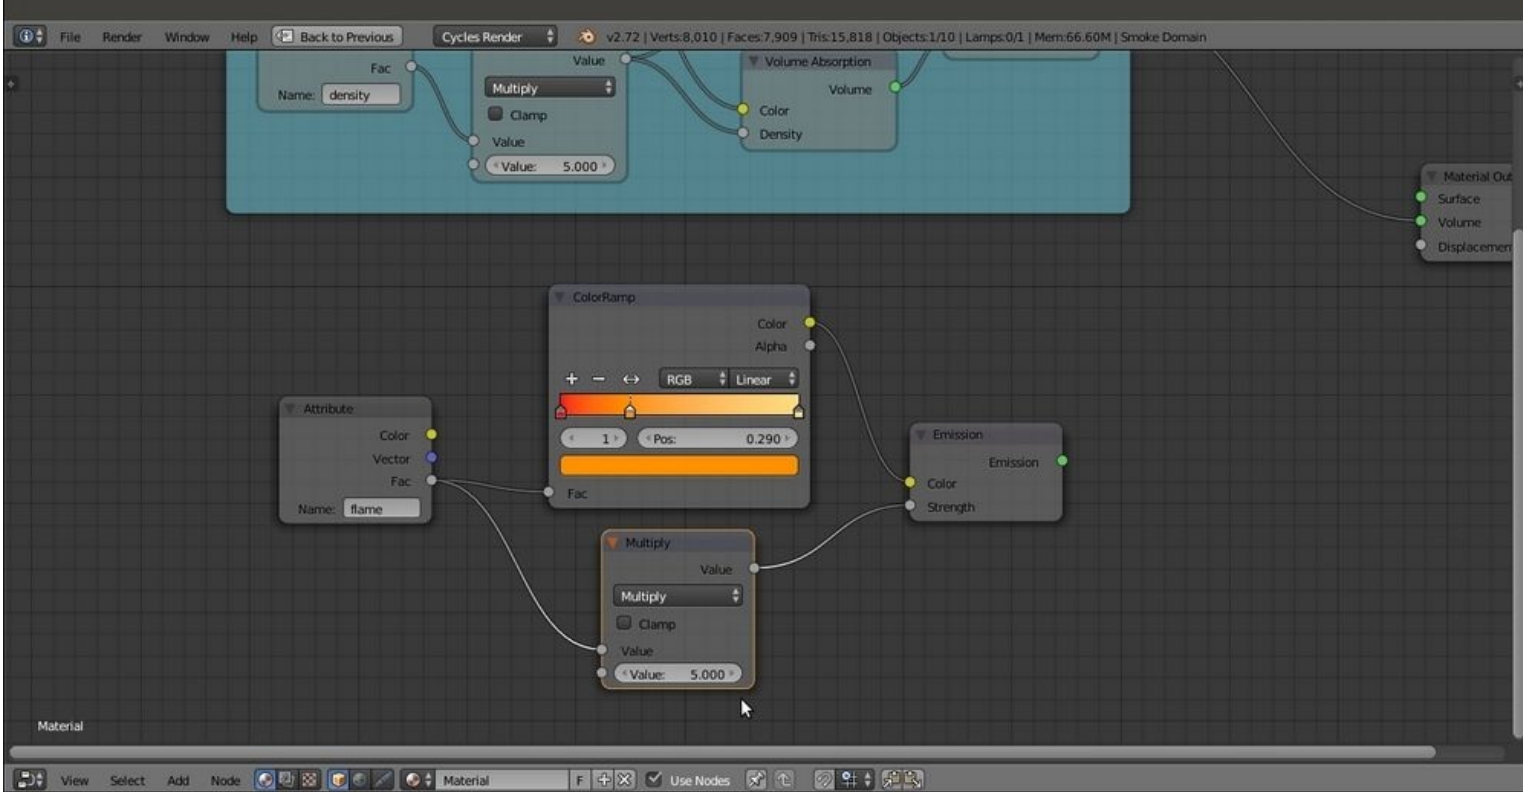 File Render Window Help Back to Previous Cycles Render v2.72 | Verts:8,010 | Faces:7,909 | Tris:15,818 | Objects:1/10 | Lamps:0/1 | Mem:66.60M | Smoke Domain
Fac
Name: density
Value
Multiply
Clamp
Value
Value: 5.000
Volume Absorption
Volume
Color
Density
Material Out
Surface
Volume
Displacemen
ColorRamp
Color
Alpha
RGB Linear
1 Pos: 0.290
Fac
Attribute
Color
Vector
Fac
Name: flame
Emission
Emission
Color
Strength
Multiply
Value
Multiply
Clamp
Value
Value: 5.000
Material
View Select Add Node Material F Use Nodes